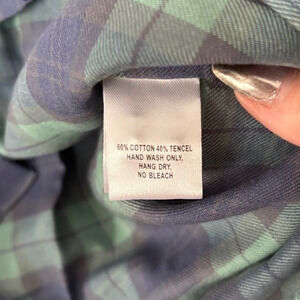 60% COTTON 40% TENCEL
HAND WASH ONLY,
HANG DRY,
NO BLEACH